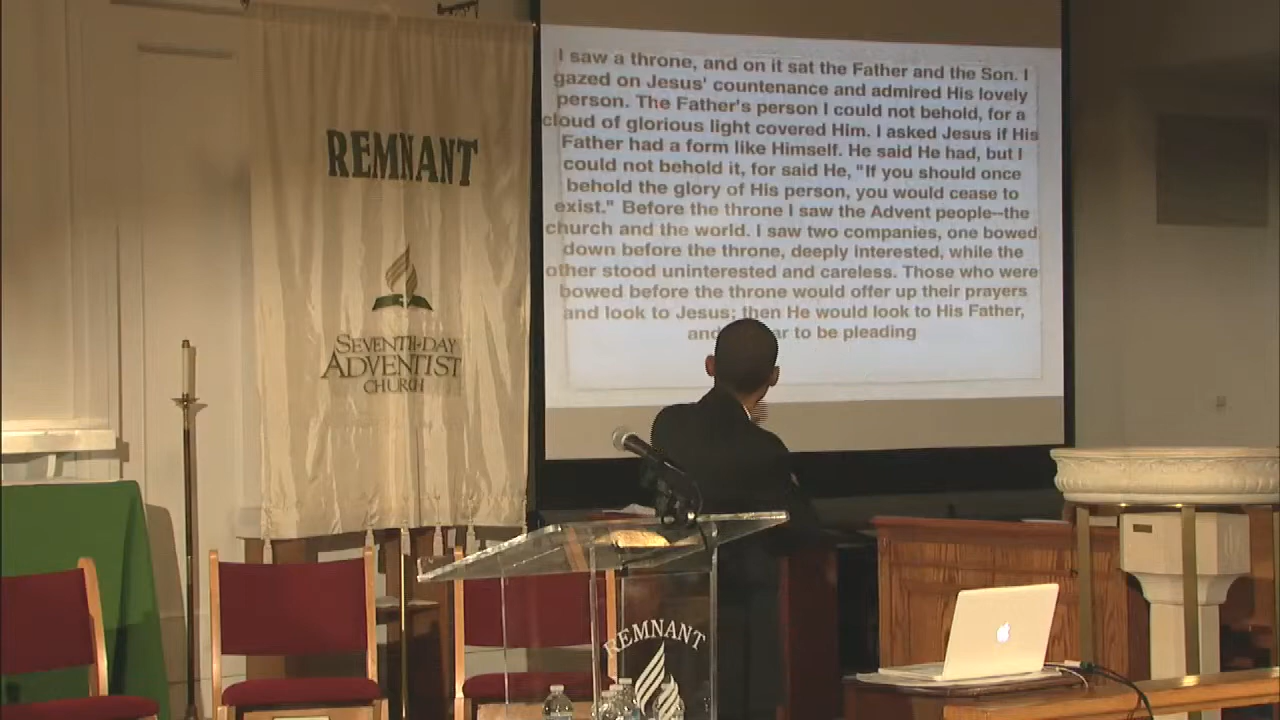 I saw a throne, and on it sat the Father and the Son. I
gazed on Jesus' countenance and admired His lovely
person. The Father's person I could not behold, for a
cloud of glorious light covered Him. I asked Jesus if His
Father had a form like Himself. He said He had, but I
could not behold it, for said He, "If you should once
behold the glory of His person, you would cease to
exist." Before the throne I saw the Advent people--the
church and the world. I saw two companies, one bowed
down before the throne, deeply interested, while the
other stood uninterested and careless. Those who were
bowed before the throne would offer up their prayers
and look to Jesus; then He would look to His Father,
and to be pleading
REMNANT
SEVENTH-DAY
ADVENTIST
CHURCH
REMNANT